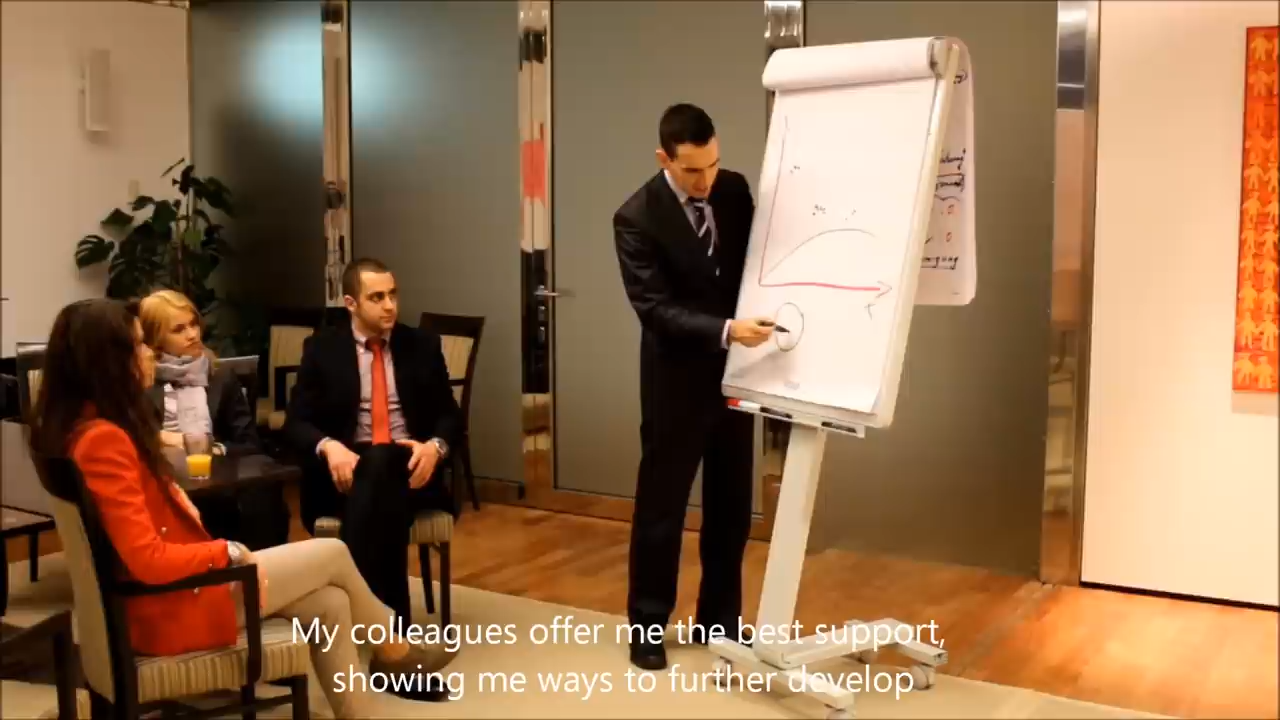 My colleagues offer me the best support,
showing me ways to further develop